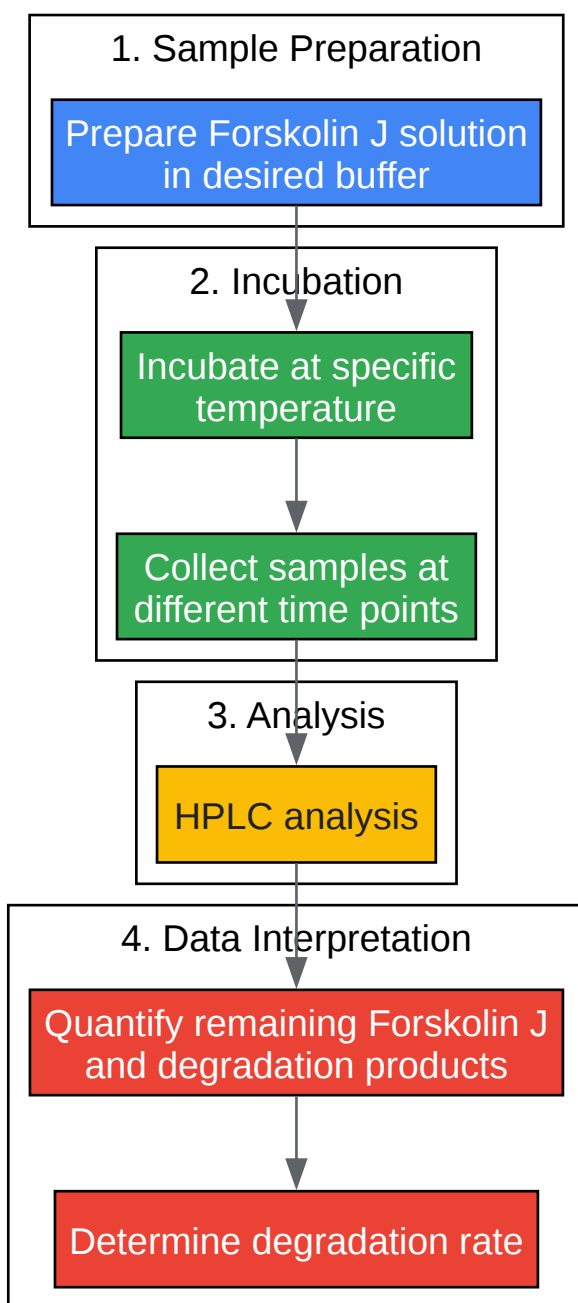 1. Sample Preparation
Prepare Forskolin J solution
in desired buffer
2. Incubation
Incubate at specific
temperature
Collect samples at
different time points
3. Analysis
HPLC analysis
4. Data Interpretation
Quantify remaining Forskolin J
and degradation products
Determine degradation rate